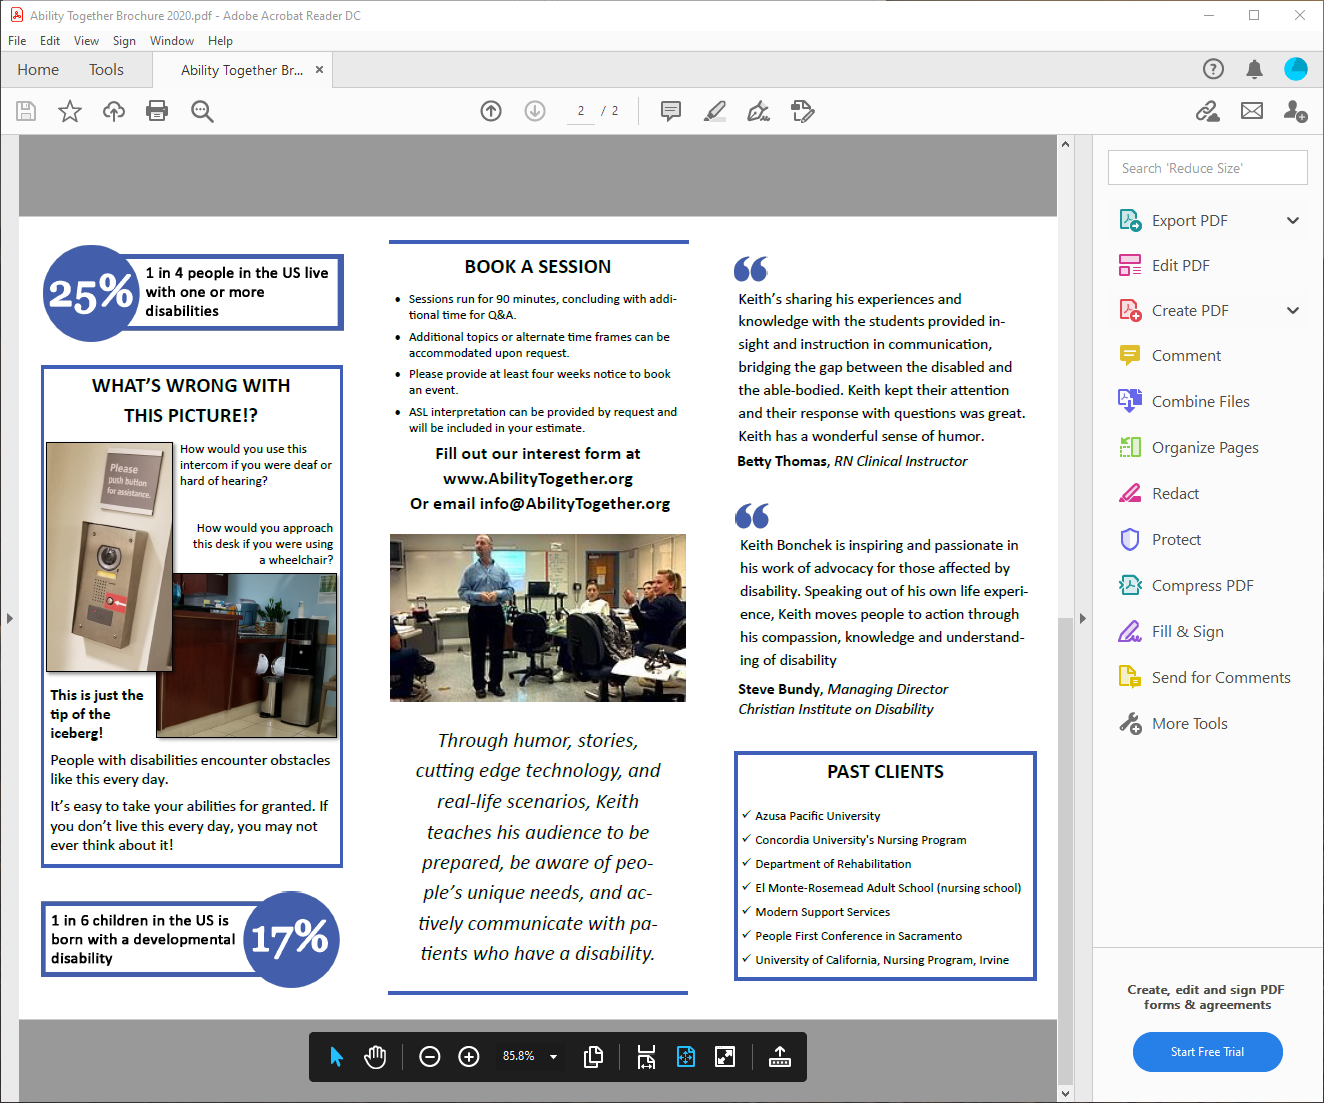 Ability Together Brochure 2020.pdf - Adobe Acrobat Reader DC
File Edit View Sign Window Help
Home Tools Ability Together Br... ×
2 / 2
25%
1 in 4 people in the US live
with one or more
disabilities
WHAT'S WRONG WITH
THIS PICTURE!?
Please
push button
for assistance.
How would you use this
intercom if you were deaf or
hard of hearing?
How would you approach
this desk if you were using
a wheelchair?
This is just the
tip of the
iceberg!
People with disabilities encounter obstacles
like this every day.
It's easy to take your abilities for granted. If
you don't live this every day, you may not
ever think about it!
1 in 6 children in the US is
born with a developmental
disability
17%
BOOK A SESSION
• Sessions run for 90 minutes, concluding with addi-
tional time for Q&A.
• Additional topics or alternate time frames can be
accommodated upon request.
• Please provide at least four weeks notice to book
an event.
• ASL interpretation can be provided by request and
will be included in your estimate.
Fill out our interest form at
www.AbilityTogether.org
Or email info@AbilityTogether.org
Through humor, stories,
cutting edge technology, and
real-life scenarios, Keith
teaches his audience to be
prepared, be aware of peo-
ple's unique needs, and ac-
tively communicate with pa-
tients who have a disability.
“
Keith's sharing his experiences and
knowledge with the students provided in-
sight and instruction in communication,
bridging the gap between the disabled and
the able-bodied. Keith kept their attention
and their response with questions was great.
Keith has a wonderful sense of humor.
Betty Thomas, RN Clinical Instructor
“
Keith Bonchek is inspiring and passionate in
his work of advocacy for those affected by
disability. Speaking out of his own life experi-
ence, Keith moves people to action through
his compassion, knowledge and understand-
ing of disability
Steve Bundy, Managing Director
Christian Institute on Disability
PAST CLIENTS
✓ Azusa Pacific University
✓ Concordia University's Nursing Program
✓ Department of Rehabilitation
✓ El Monte-Rosemead Adult School (nursing school)
✓ Modern Support Services
✓ People First Conference in Sacramento
✓ University of California, Nursing Program, Irvine
85.8%
Search 'Reduce Size'
Export PDF
Edit PDF
Create PDF
Comment
Combine Files
Organize Pages
Redact
Protect
Compress PDF
Fill & Sign
Send for Comments
More Tools
Create, edit and sign PDF
forms & agreements
Start Free Trial